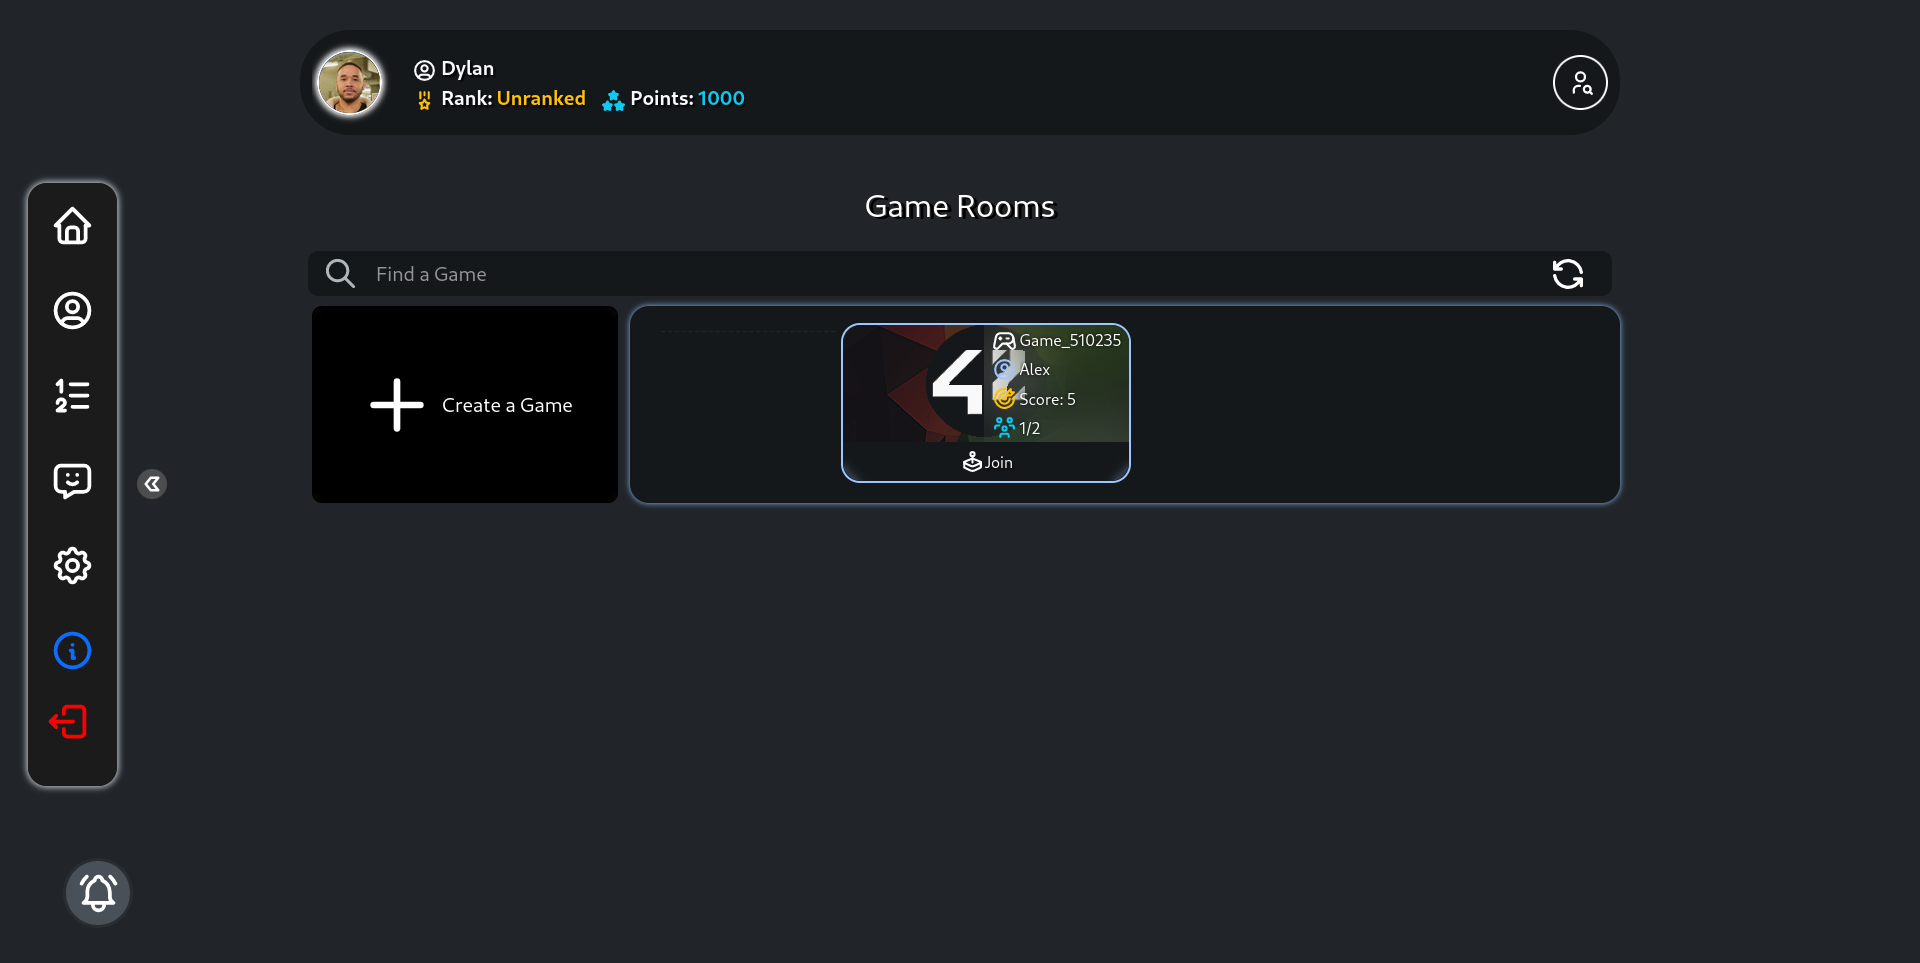 Dylan
Rank: Unranked Points: 1000
Game Rooms
Find a Game
Create a Game
Game_510235
Alex
Score: 5
1/2
Join